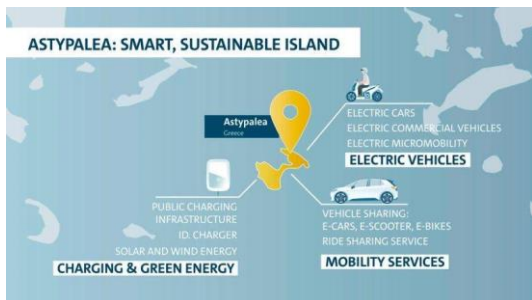 ASTYPALEA: SMART, SUSTAINABLE ISLAND
Astypalea
Greece
ELECTRIC CARS
ELECTRIC COMMERCIAL VEHICLES
ELECTRIC MICROMOBILITY
ELECTRIC VEHICLES
PUBLIC CHARGING
INFRASTRUCTURE
ID. CHARGER
SOLAR AND WIND ENERGY
CHARGING & GREEN ENERGY
VEHICLE SHARING:
E-CARS, E-SCOOTER, E-BIKES
RIDE SHARING SERVICE
MOBILITY SERVICES